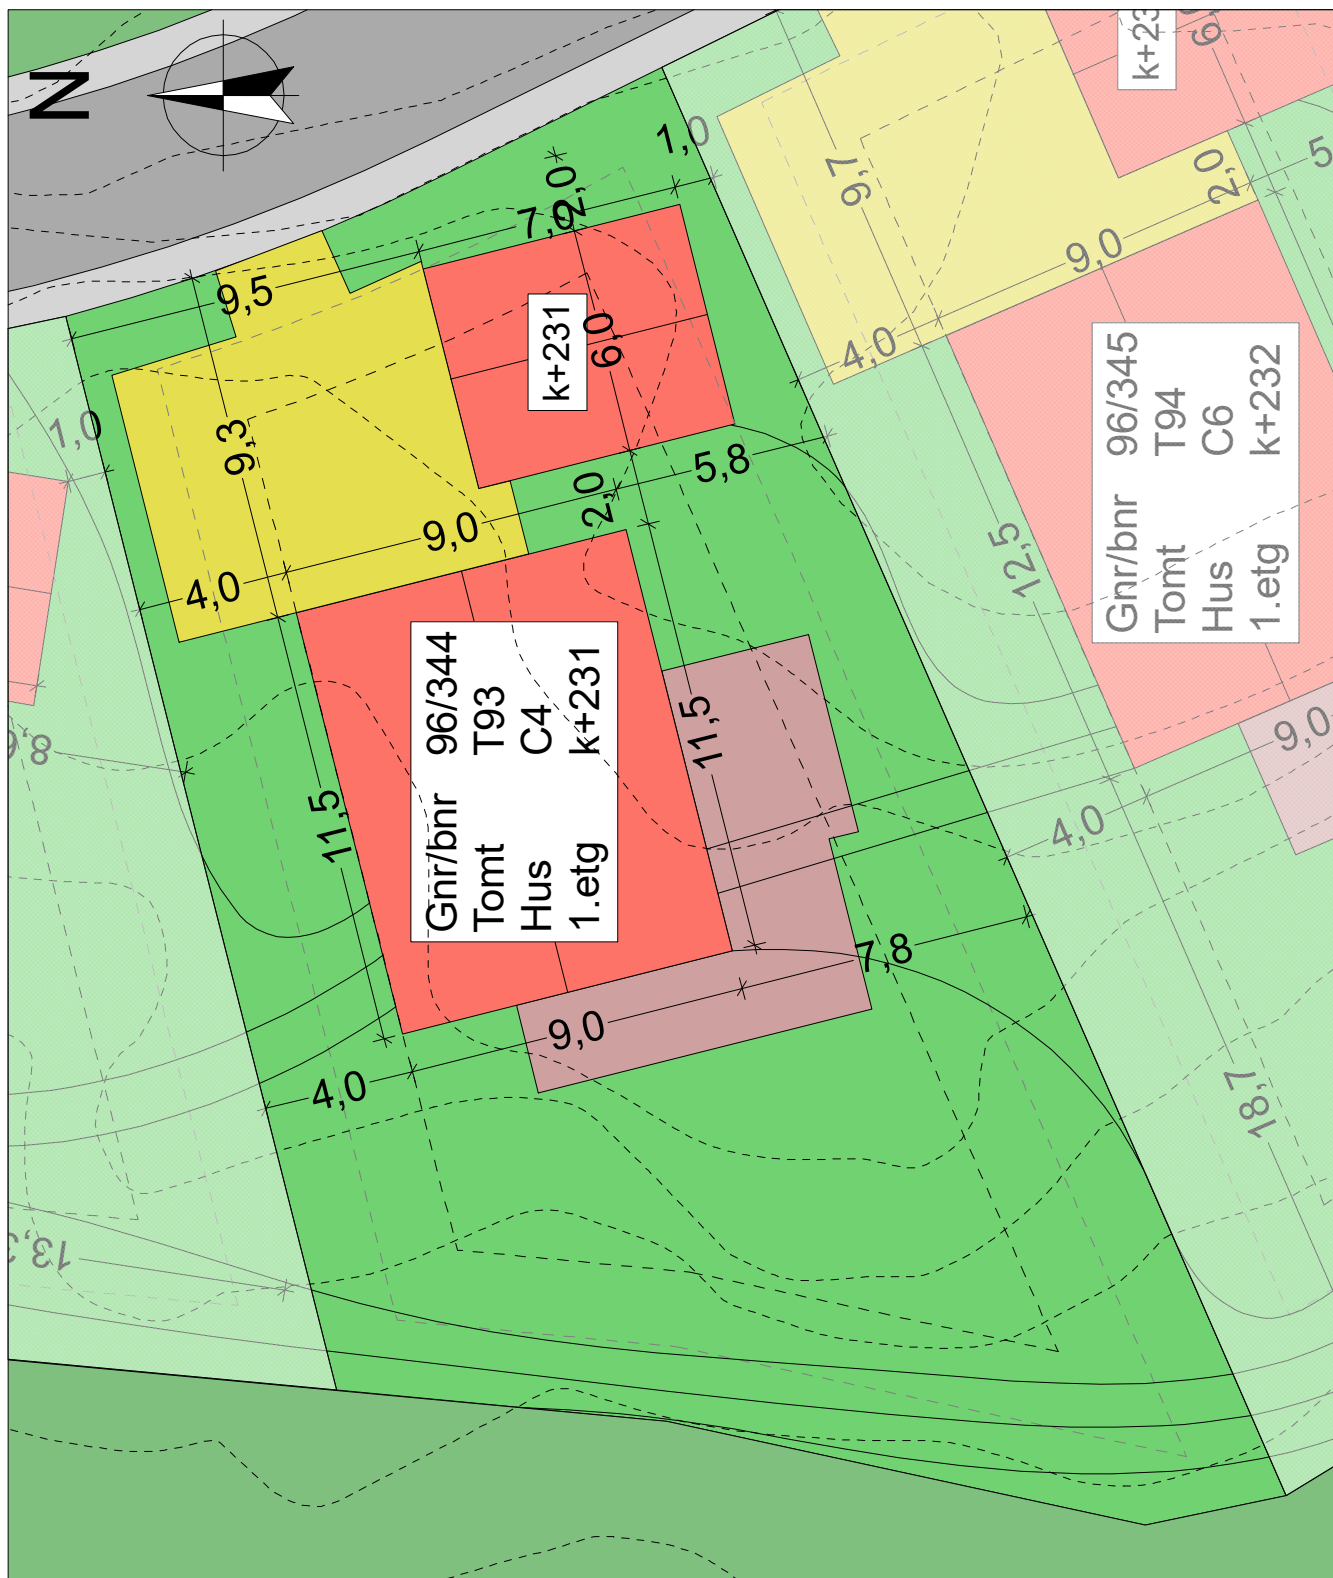 N
1,0
2,0
7,0
9,5
k+231
6,0
9,3
1,0
5,8
2,0
9,0
4,0
Gnr/bnr 96/344
Tomt T93
Hus C4
1.etg k+231
11,5
11,5
7,8
9,0
4,0
9,7
2,0
9,0
4,0
Gnr/bnr 96/345
Tomt T94
Hus C6
1.etg k+232
12,5
9,0
4,0
18,7